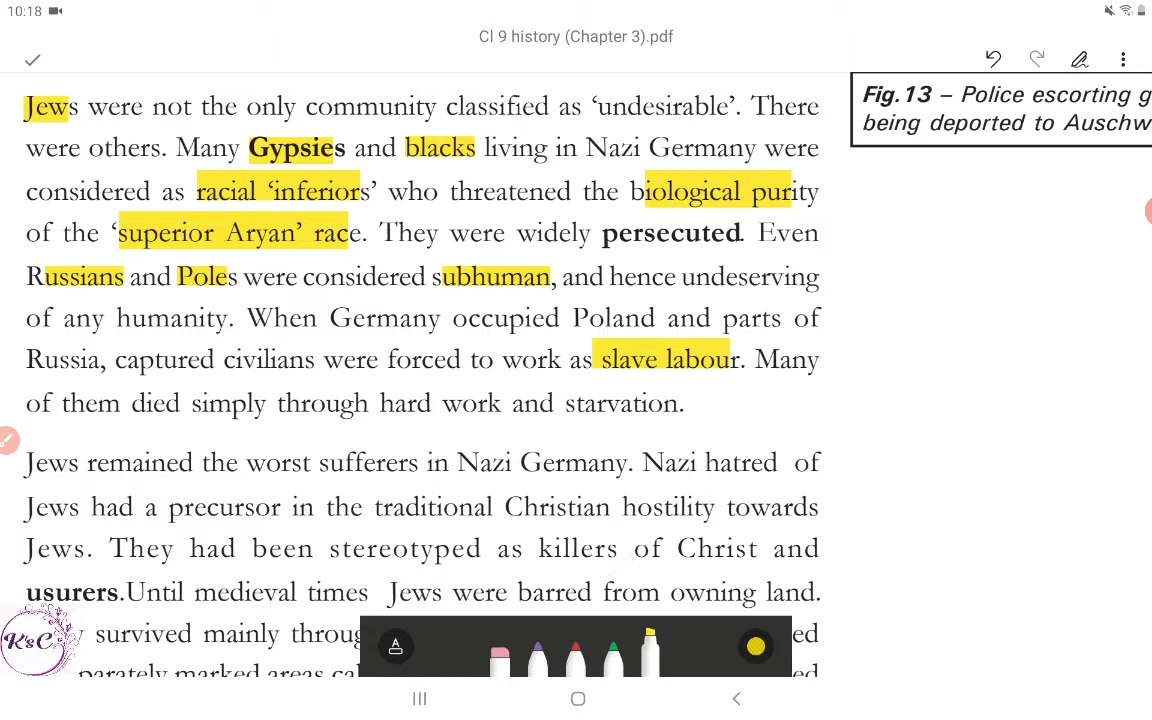 10:18
Cl 9 history (Chapter 3).pdf
Jews were not the only community classified as ‘undesirable’. There
were others. Many Gypsies and blacks living in Nazi Germany were
considered as racial ‘inferiors’ who threatened the biological purity
of the ‘superior Aryan’ race. They were widely persecuted. Even
Russians and Poles were considered subhuman, and hence undeserving
of any humanity. When Germany occupied Poland and parts of
Russia, captured civilians were forced to work as slave labour. Many
of them died simply through hard work and starvation.
Jews remained the worst sufferers in Nazi Germany. Nazi hatred of
Jews had a precursor in the traditional Christian hostility towards
Jews. They had been stereotyped as killers of Christ and
usurers.Until medieval times Jews were barred from owning land.
survived mainly
marked areas
Fig.13 – Police escorting
being deported to
K's C
A